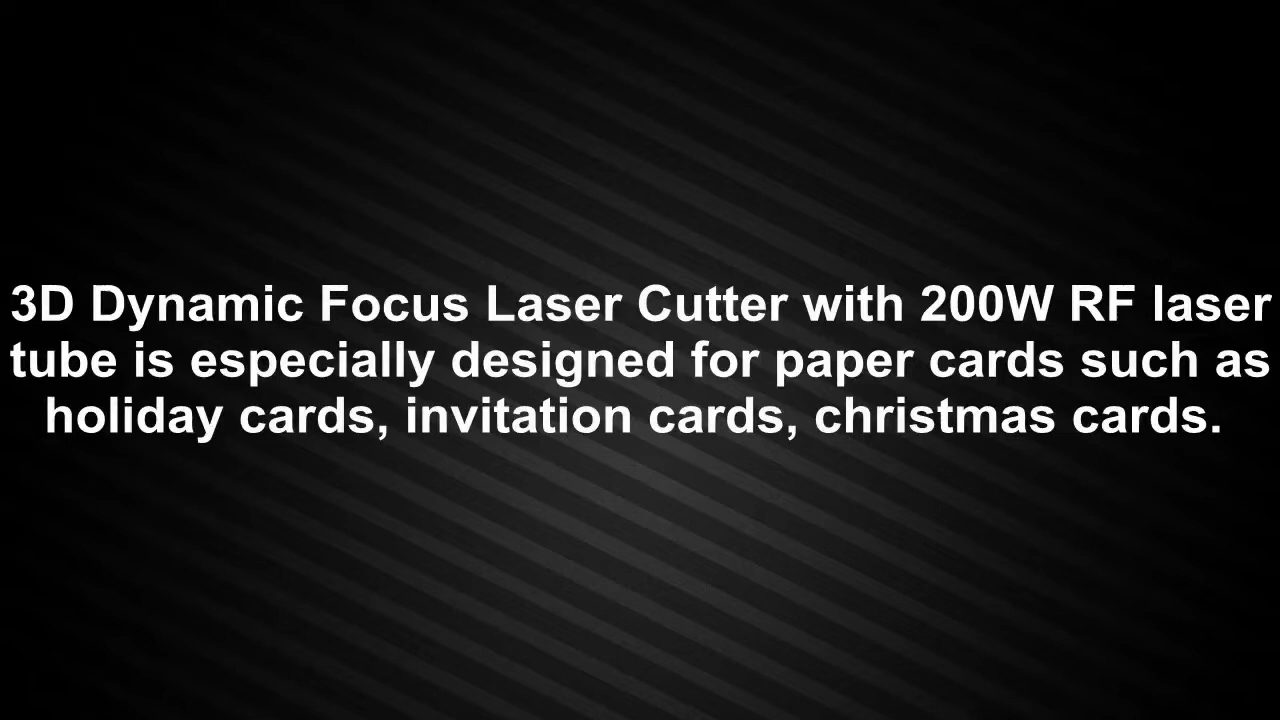 3D Dynamic Focus Laser Cutter with 200W RF laser
tube is especially designed for paper cards such as
holiday cards, invitation cards, christmas cards.